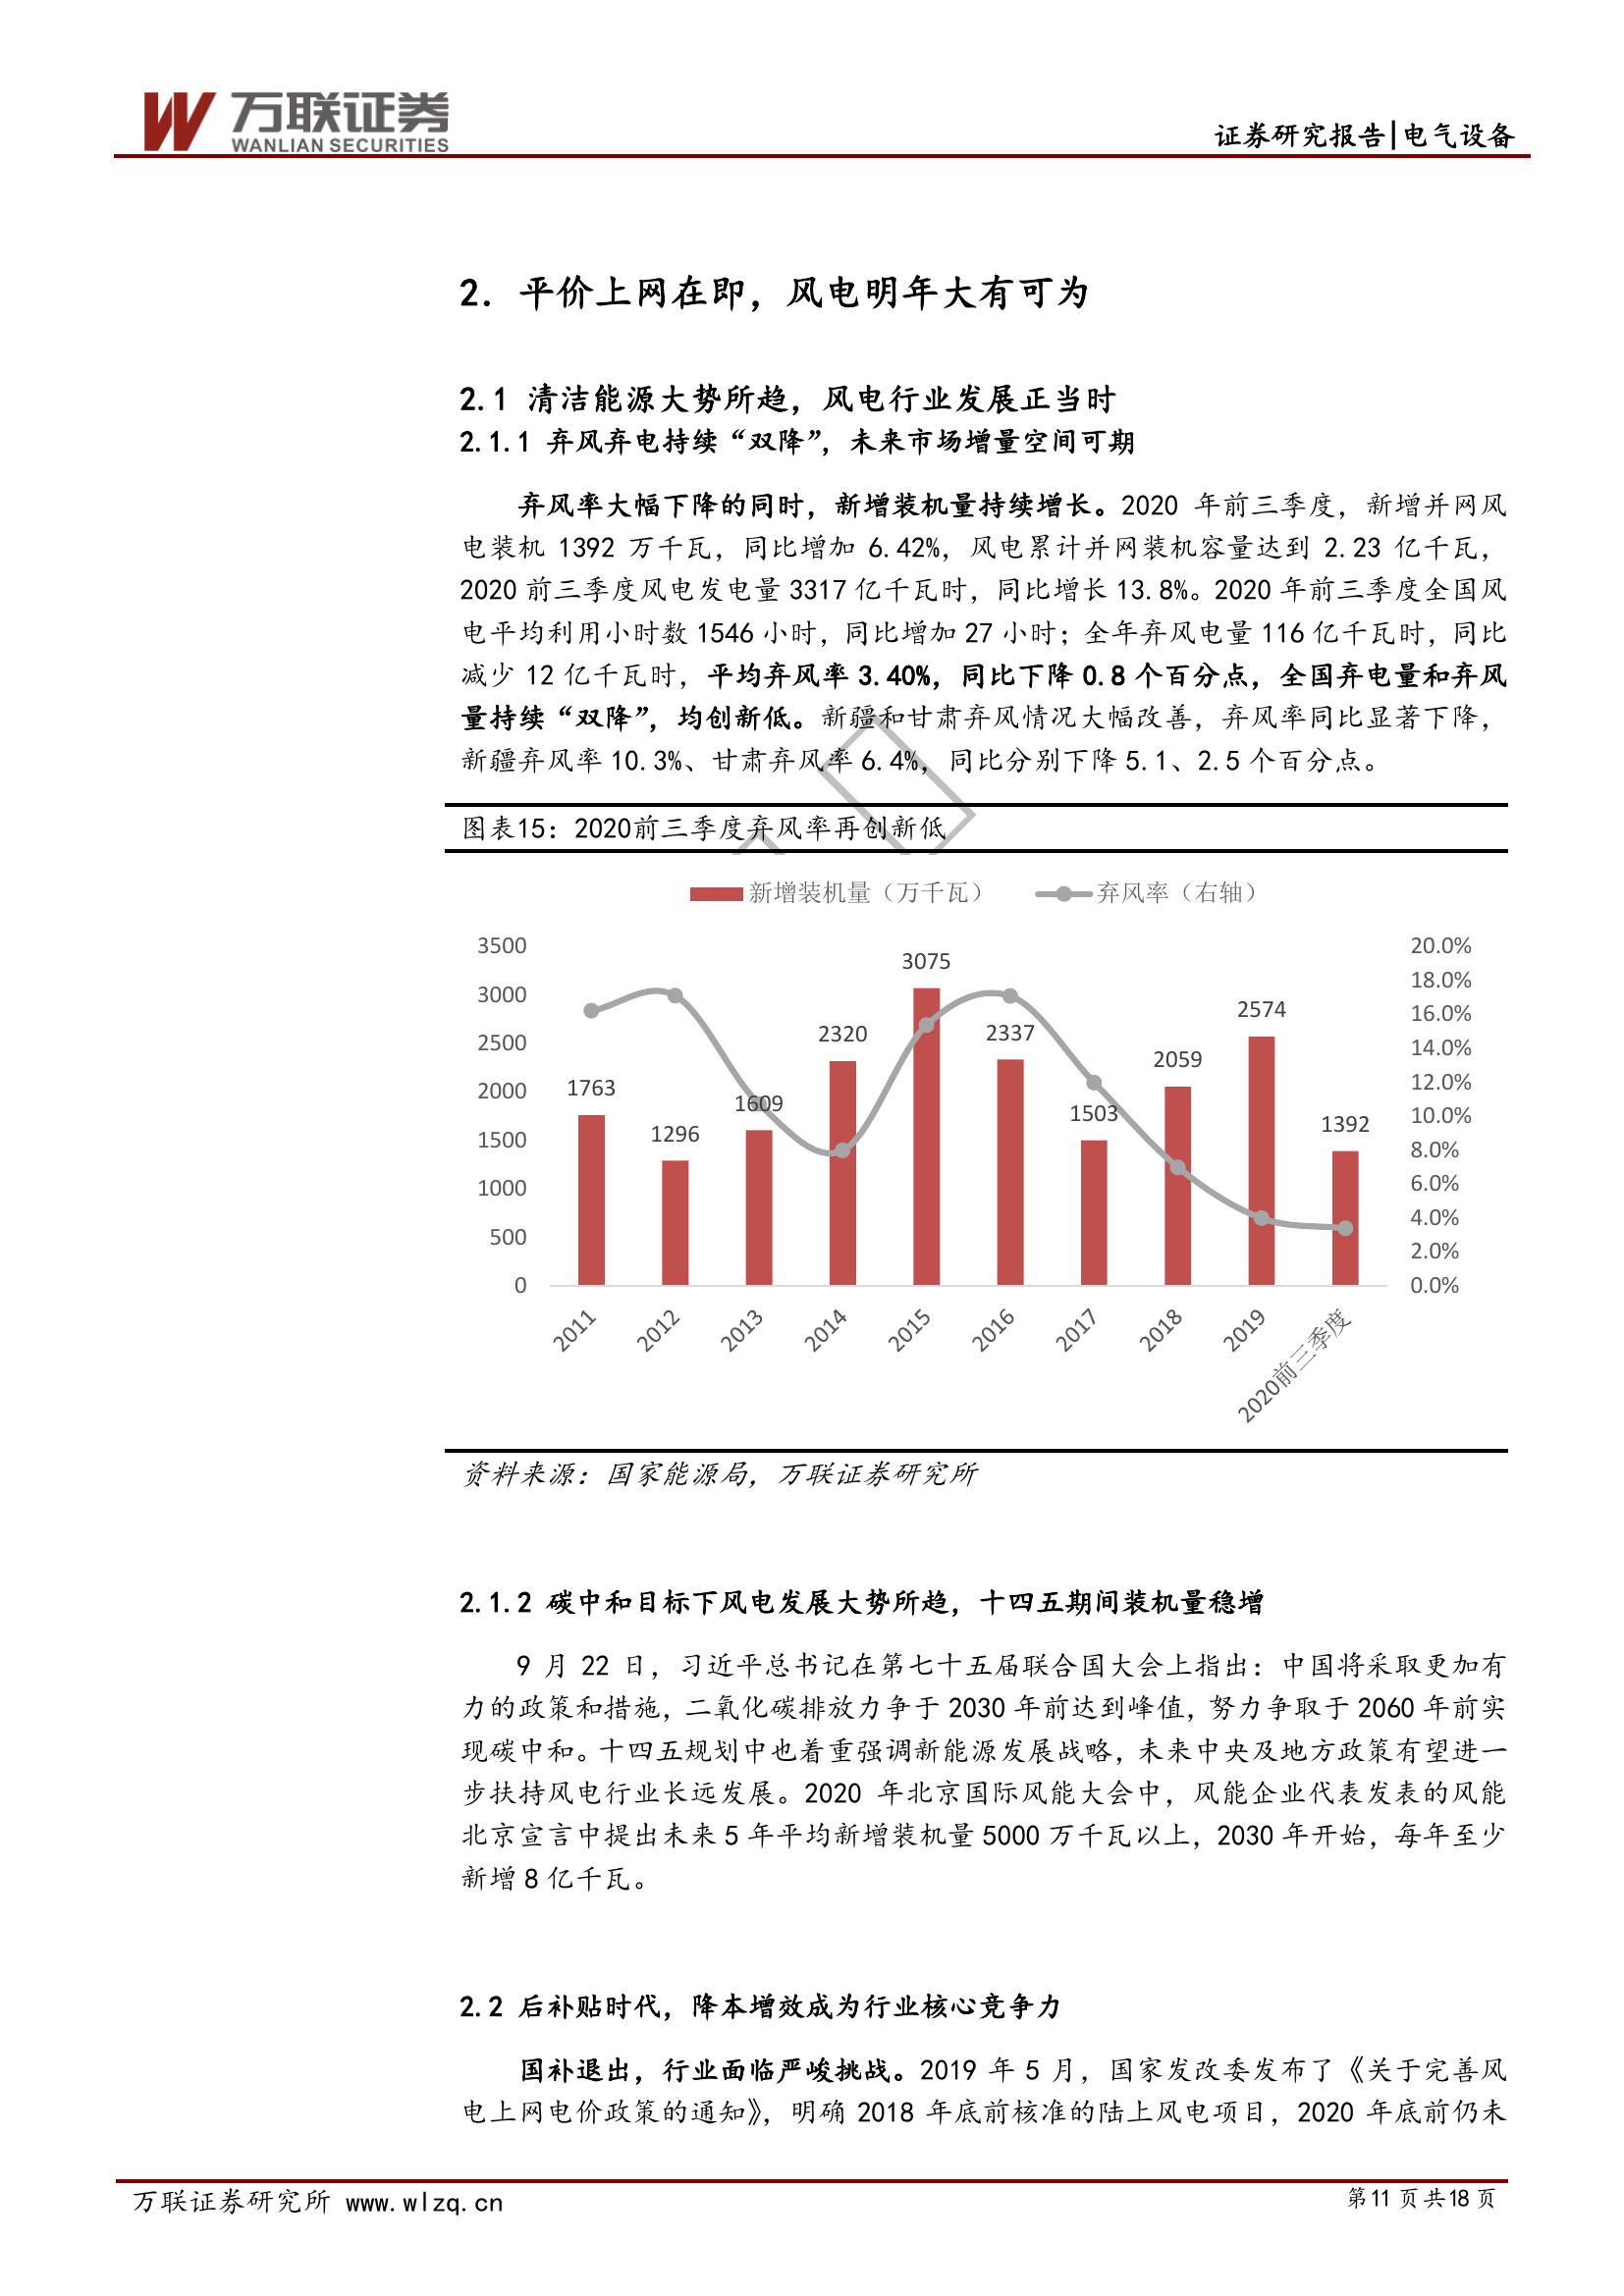 万联证券
WANLIAN SECURITIES
证券研究报告|电气设备
2. 平价上网在即，风电明年大有可为
2.1 清洁能源大势所趋，风电行业发展正当时
2.1.1 弃风弃电持续“双降”，未来市场增量空间可期
弃风率大幅下降的同时，新增装机量持续增长。2020 年前三季度，新增并网风
电装机 1392 万千瓦，同比增加 6.42%，风电累计并网装机容量达到 2.23 亿千瓦，
2020 前三季度风电发电量 3317 亿千瓦时，同比增长 13.8%。2020 年前三季度全国风
电平均利用小时数 1546 小时，同比增加 27 小时；全年弃风电量 116 亿千瓦时，同比
减少 12 亿千瓦时，平均弃风率 3.40%，同比下降 0.8 个百分点，全国弃电量和弃风
量持续“双降”，均创新低。新疆和甘肃弃风情况大幅改善，弃风率同比显著下降，
新疆弃风率 10.3%、甘肃弃风率 6.4%，同比分别下降 5.1、2.5 个百分点。
图表15：2020前三季度弃风率再创新低
新增装机量（万千瓦） 弃风率（右轴）
3500 20.0%
3000 18.0%
2500 16.0%
2000 14.0%
1500 12.0%
1000 10.0%
500 8.0%
0 6.0%
4.0%
2.0%
0.0%
1763
1296
1609
2320
3075
2337
1503
2059
2574
1392
2011
2012
2013
2014
2015
2016
2017
2018
2019
2020前三季度
资料来源：国家能源局，万联证券研究所
2.1.2 碳中和目标下风电发展大势所趋，十四五期间装机量稳增
9 月 22 日，习近平总书记在第七十五届联合国大会上指出：中国将采取更加有
力的政策和措施，二氧化碳排放力争于 2030 年前达到峰值，努力争取于 2060 年前实
现碳中和。十四五规划中也着重强调新能源发展战略，未来中央及地方政策有望进一
步扶持风电行业长远发展。2020 年北京国际风能大会中，风能企业代表发表的风能
北京宣言中提出未来 5 年平均新增装机量 5000 万千瓦以上，2030 年开始，每年至少
新增 8 亿千瓦。
2.2 后补贴时代，降本增效成为行业核心竞争力
国补退出，行业面临严峻挑战。2019 年 5 月，国家发改委发布了《关于完善风
电上网电价政策的通知》，明确 2018 年底前核准的陆上风电项目，2020 年底前仍未
万联证券研究所 www.wlzq.cn
第11 页 共18 页